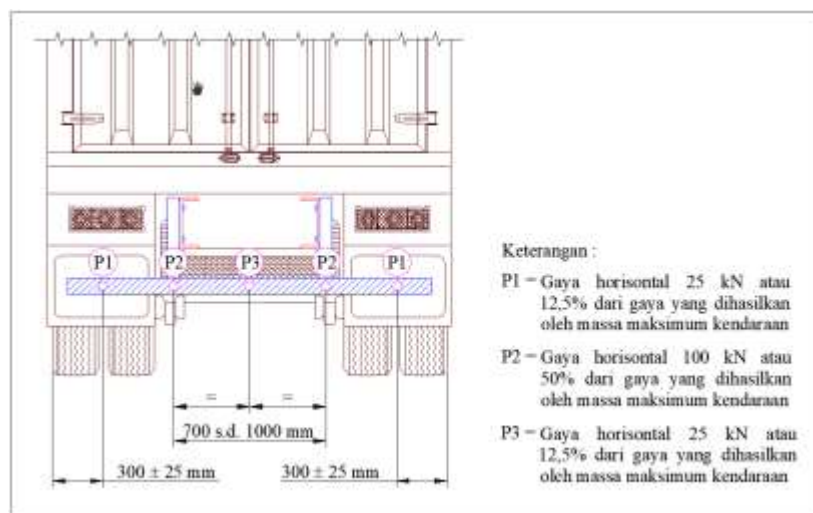 P1 P2 P3 P2 P1
= =
700 s.d. 1000 mm
300 ± 25 mm 300 ± 25 mm
Keterangan :
P1 = Gaya horisontal 25 kN atau
12,5% dari gaya yang dihasilkan
oleh massa maksimum kendaraan
P2 = Gaya horisontal 100 kN atau
50% dari gaya yang dihasilkan
oleh massa maksimum kendaraan
P3 = Gaya horisontal 25 kN atau
12,5% dari gaya yang dihasilkan
oleh massa maksimum kendaraan